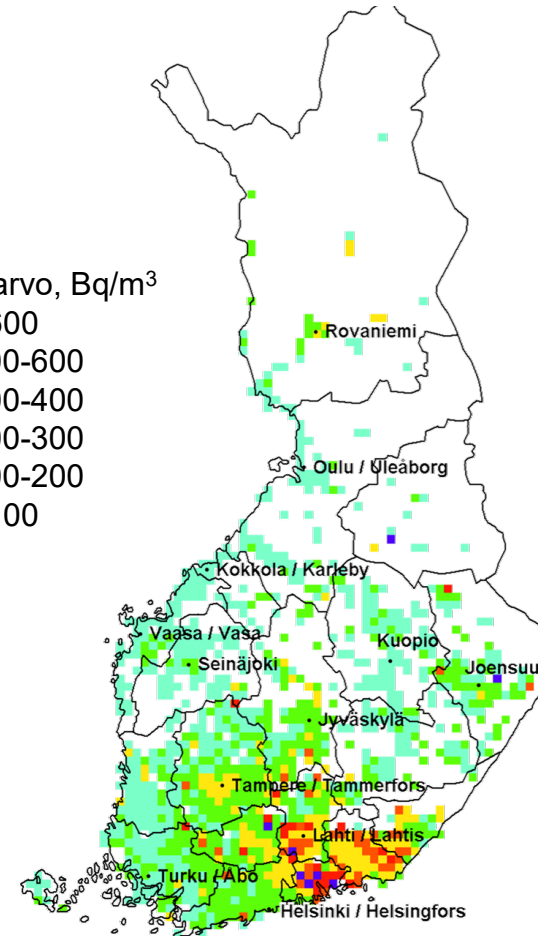 arvo, Bq/m³
600
00-600
00-400
00-300
00-200
100
Rovaniemi
Oulu / Uleåborg
Kokkola / Karleby
Vaasa / Vasa
Kuopio
Seinäjoki
Joensuu
Jyväskylä
Tampere / Tammerfors
Lahti / Lahtis
Turku / Åbo
Helsinki / Helsingfors